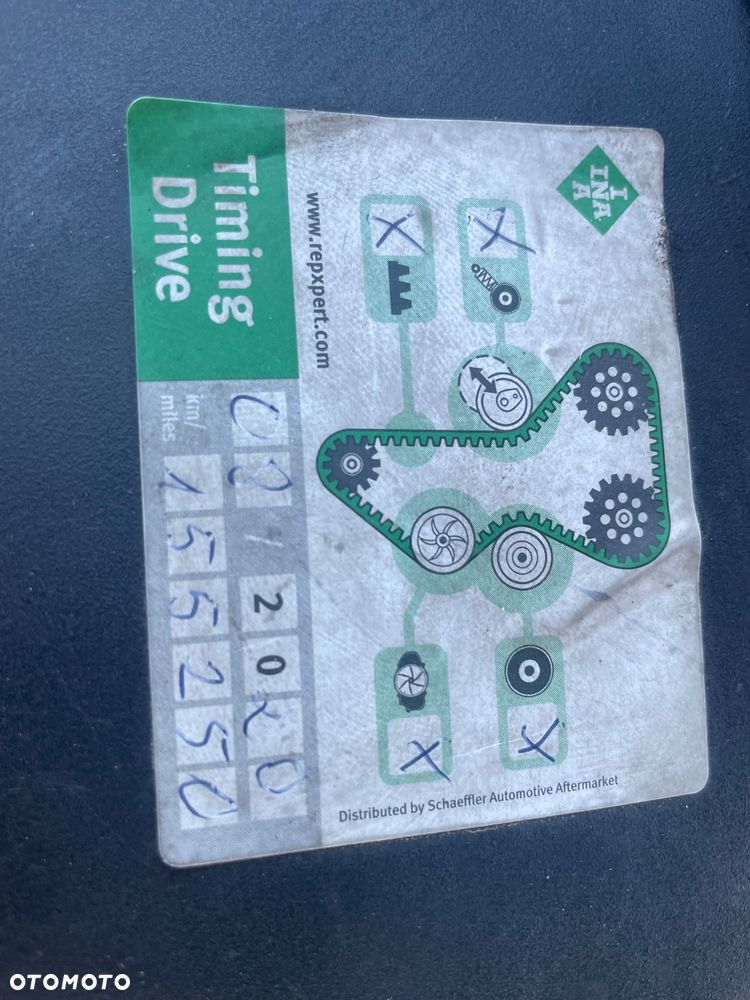 Timing
Drive
www.repxpert.com
I
INA
A
X
X
X
X
08 / 2020
km/
miles
155250
Distributed by Schaeffler Automotive Aftermarket
OTOMOTO